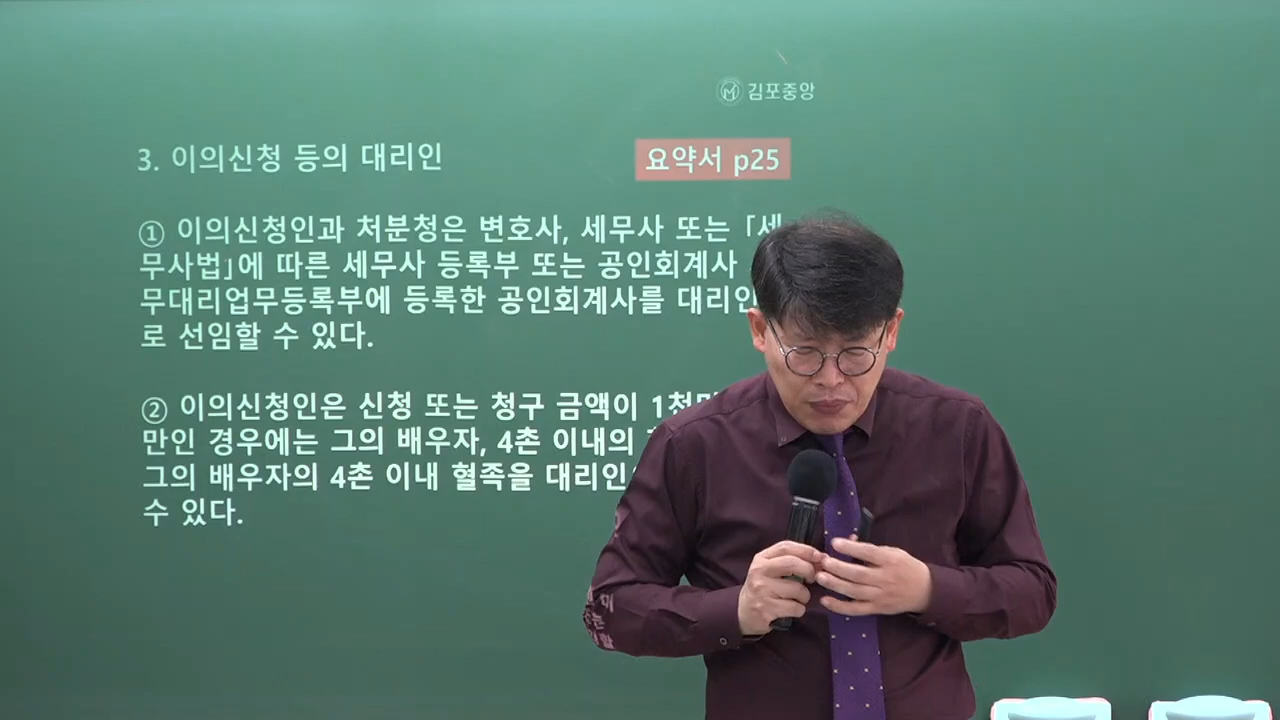 김포중앙
3. 이의신청 등의 대리인
요약서 p25
① 이의신청인과 처분청은 변호사, 세무사 또는 「세
무사법」에 따른 세무사 등록부 또는 공인회계사
무대리업무등록부에 등록한 공인회계사를 대리인
로 선임할 수 있다.
② 이의신청인은 신청 또는 청구 금액이 1천만
만인 경우에는 그의 배우자, 4촌 이내의
그의 배우자의 4촌 이내 혈족을 대리인
수 있다.